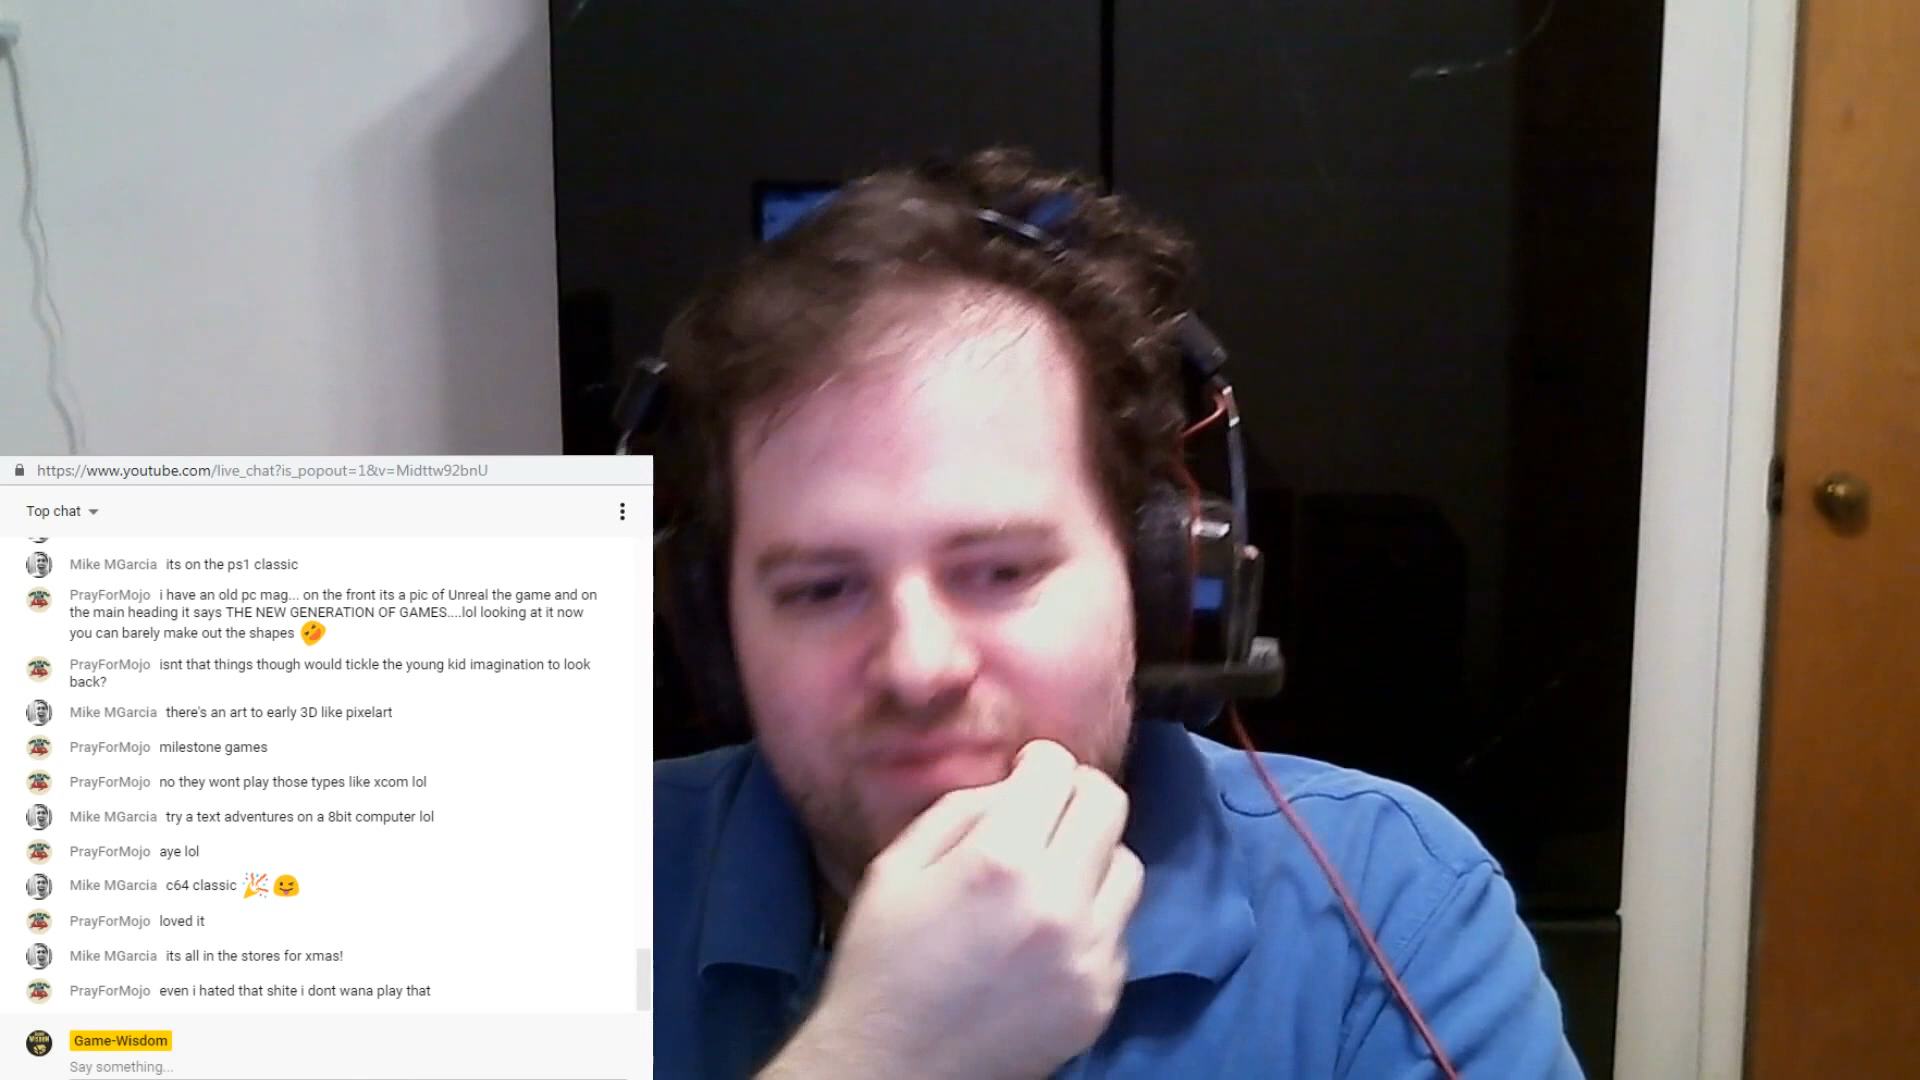 https://www.youtube.com/live_chat?is_popout=1&v=Midttw92bnU
Top chat
Mike MGarcia its on the ps1 classic
PrayForMojo i have an old pc mag... on the front its a pic of Unreal the game and on
the main heading it says THE NEW GENERATION OF GAMES....lol looking at it now
you can barely make out the shapes 🤣
PrayForMojo isnt that things though would tickle the young kid imagination to look
back?
Mike MGarcia there's an art to early 3D like pixelart
PrayForMojo milestone games
PrayForMojo no they wont play those types like xcom lol
Mike MGarcia try a text adventures on a 8bit computer lol
PrayForMojo aye lol
Mike MGarcia c64 classic 🎉 😜
PrayForMojo loved it
Mike MGarcia its all in the stores for xmas!
PrayForMojo even i hated that shite i dont wana play that
Game-Wisdom
Say something...